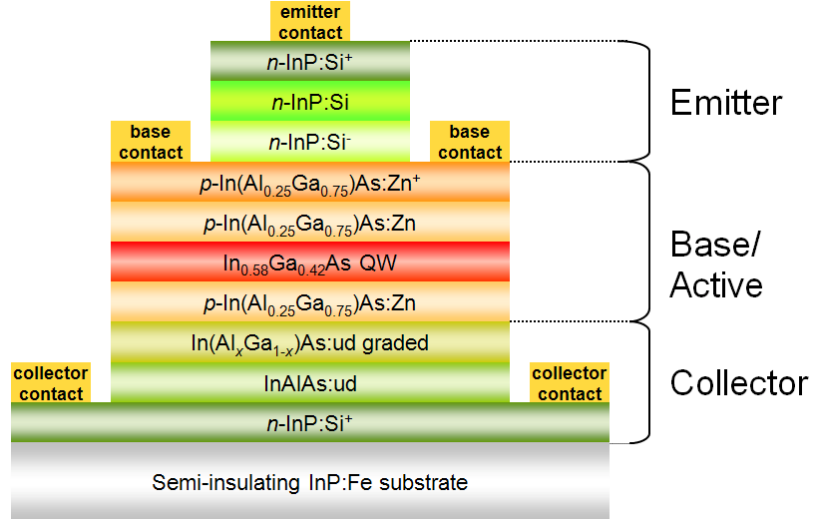 emitter
contact
n-InP:Si⁺
n-InP:Si
Emitter
base
contact
n-InP:Si⁻
base
contact
p-In(Al₀.₂₅Ga₀.₇₅)As:Zn⁺
p-In(Al₀.₂₅Ga₀.₇₅)As:Zn
In₀.₅₈Ga₀.₄₂As QW
Base/
Active
p-In(Al₀.₂₅Ga₀.₇₅)As:Zn
In(AlₓGa₁₋ₓ)As:ud graded
collector
contact
InAlAs:ud
collector
contact
Collector
n-InP:Si⁺
Semi-insulating InP:Fe substrate